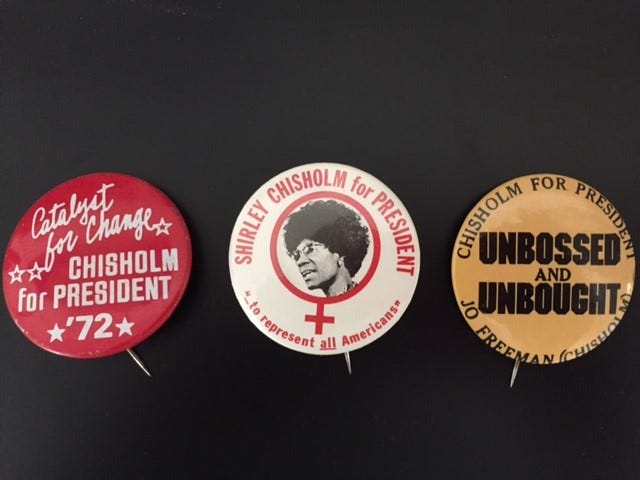 Catalyst
for Change
CHISHOLM
for PRESIDENT
'72
SHIRLEY CHISHOLM for PRESIDENT
"...to represent all Americans"
CHISHOLM FOR PRESIDENT
UNBOSSED
AND
UNBOUGHT
JO FREEMAN (CHISHOLM)